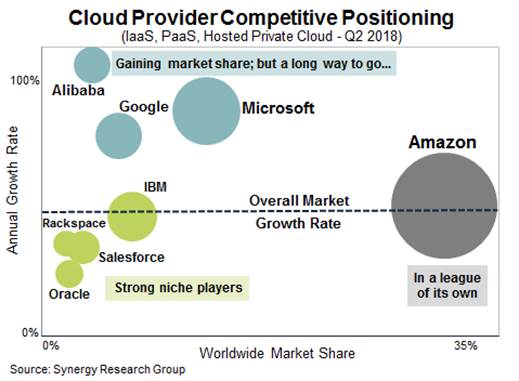 Cloud Provider Competitive Positioning
(IaaS, PaaS, Hosted Private Cloud - Q2 2018)
100%
Gaining market share; but a long way to go...
Alibaba
Google
Microsoft
Amazon
IBM
Overall Market
Growth Rate
Rackspace
Salesforce
Oracle
Strong niche players
In a league
of its own
Annual Growth Rate
0%
0%
35%
Worldwide Market Share
Source: Synergy Research Group